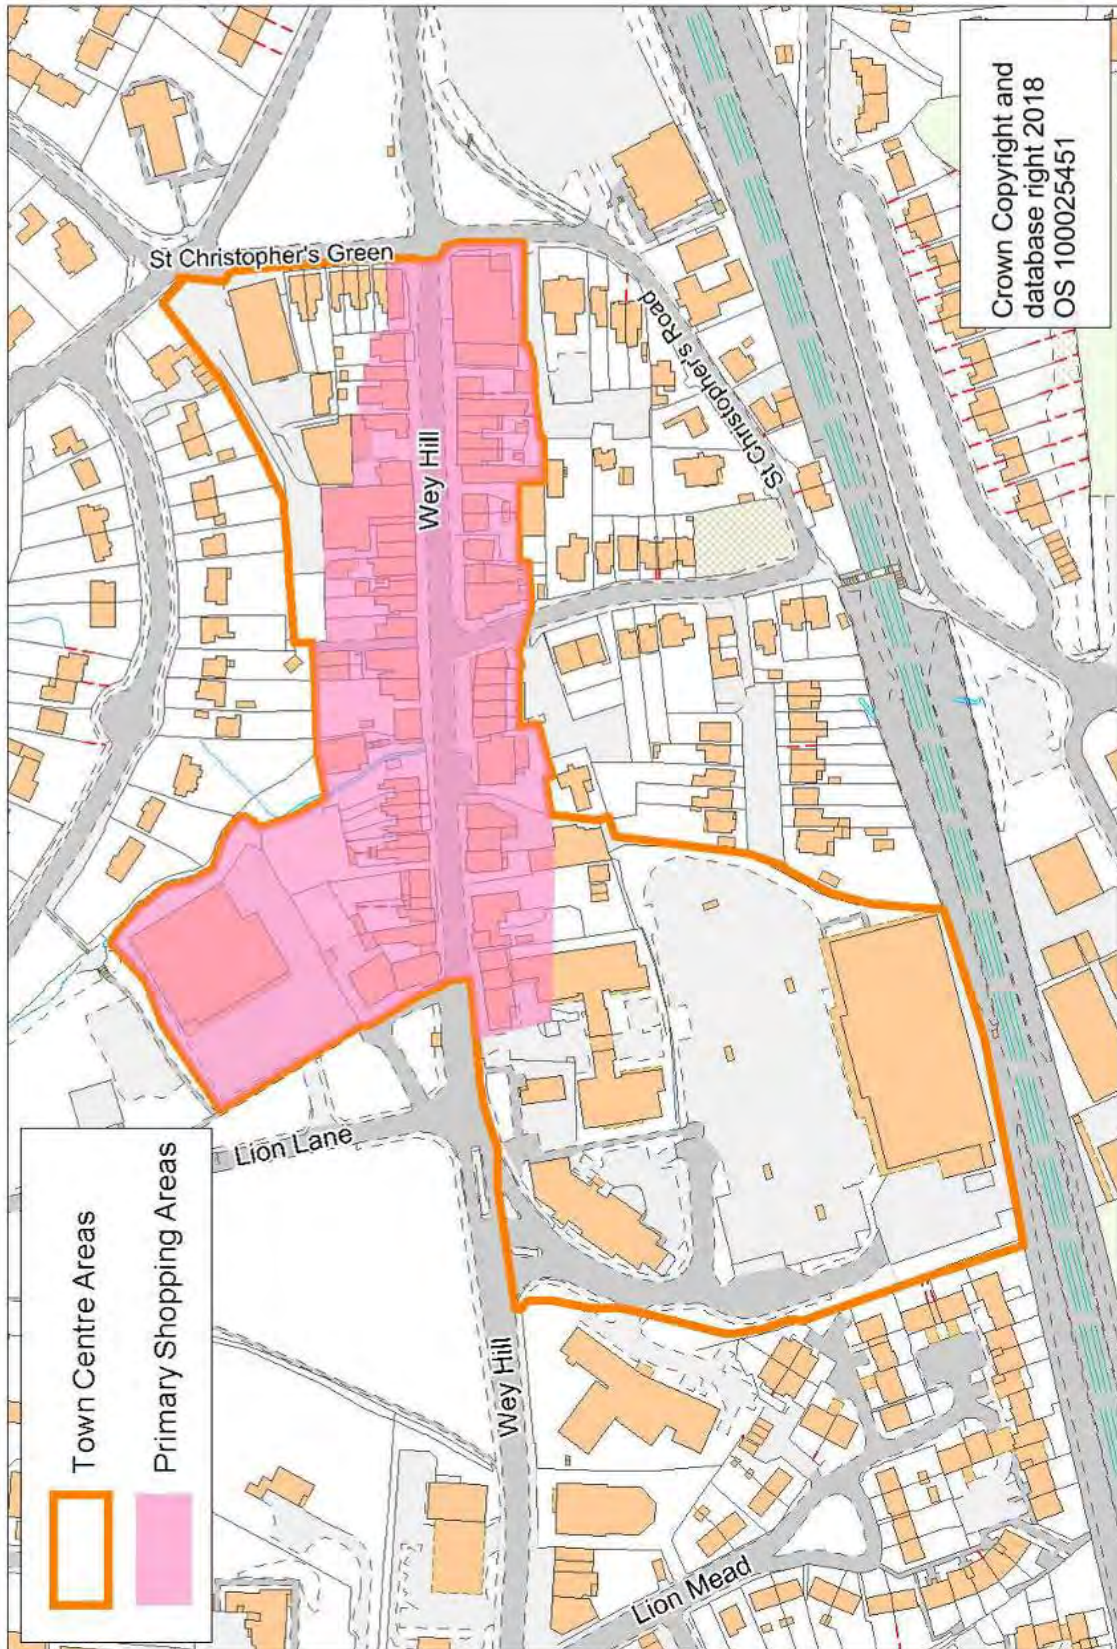 Town Centre Areas
Primary Shopping Areas
Lion Lane
Wey Hill
Lion Mead
Wey Hill
St Christopher's Green
St Christopher's Road
Crown Copyright and
database right 2018
OS 100025451